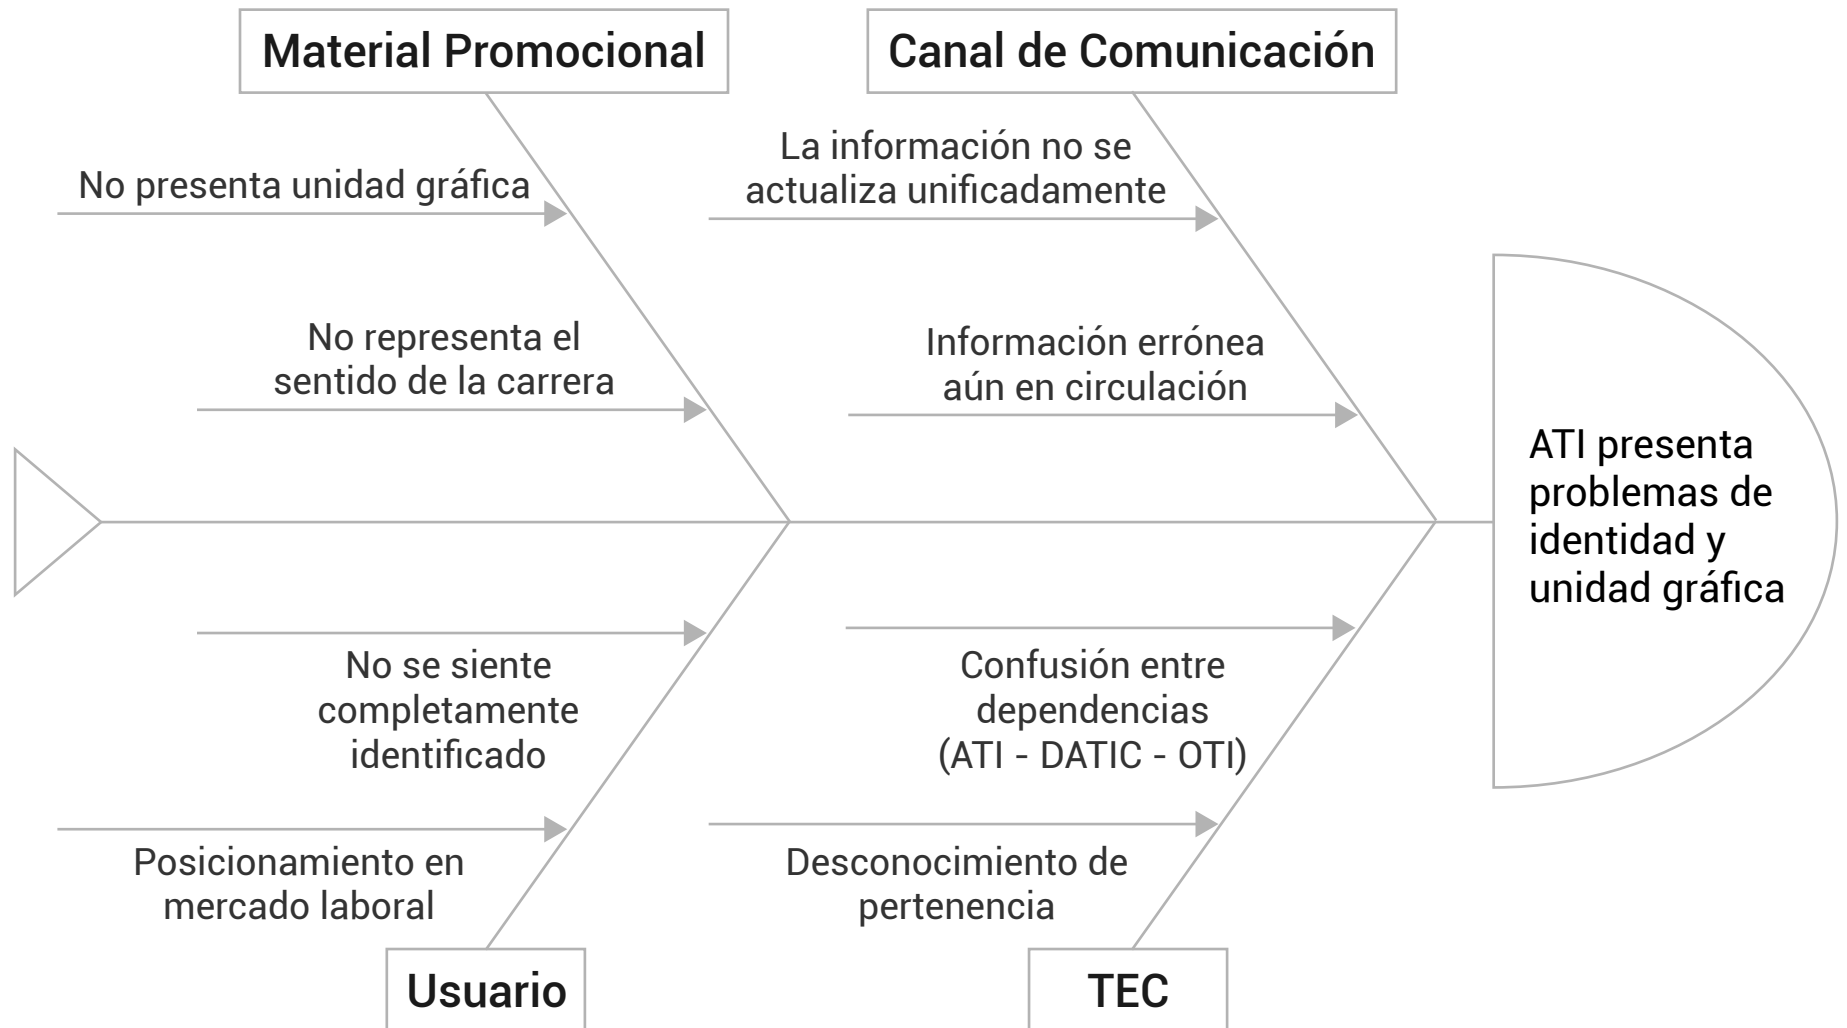 Material Promocional
Canal de Comunicación
No presenta unidad gráfica
La información no se
actualiza unificadamente
No representa el
sentido de la carrera
Información errónea
aún en circulación
ATI presenta
problemas de
identidad y
unidad gráfica
No se siente
completamente
identificado
Confusión entre
dependencias
(ATI - DATIC - OTI)
Posicionamiento en
mercado laboral
Desconocimiento de
pertenencia
Usuario
TEC